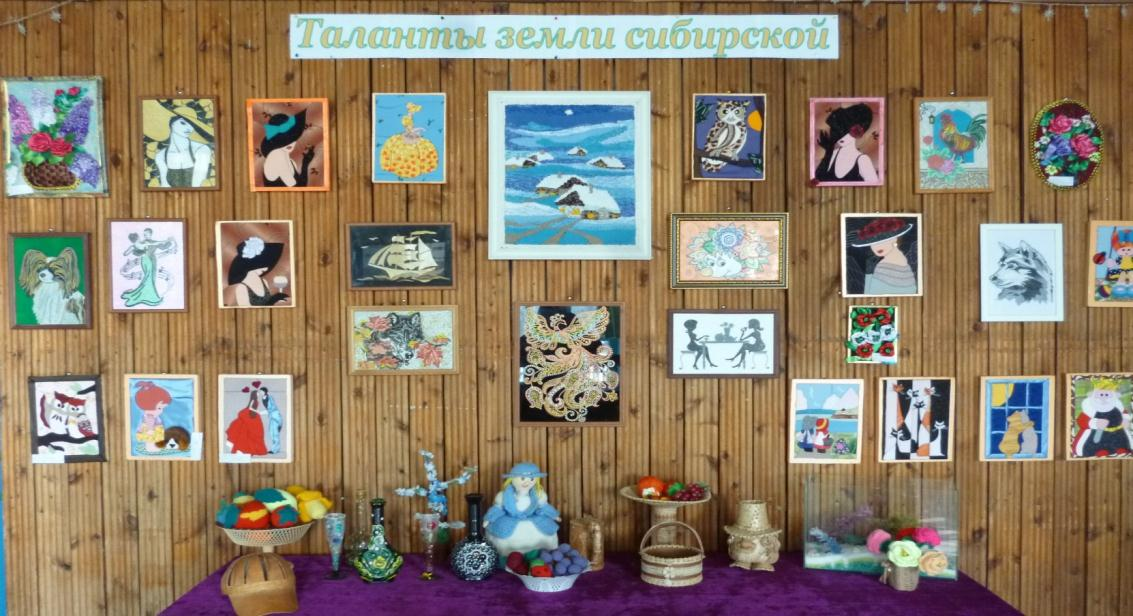 Таланты земли сибирской